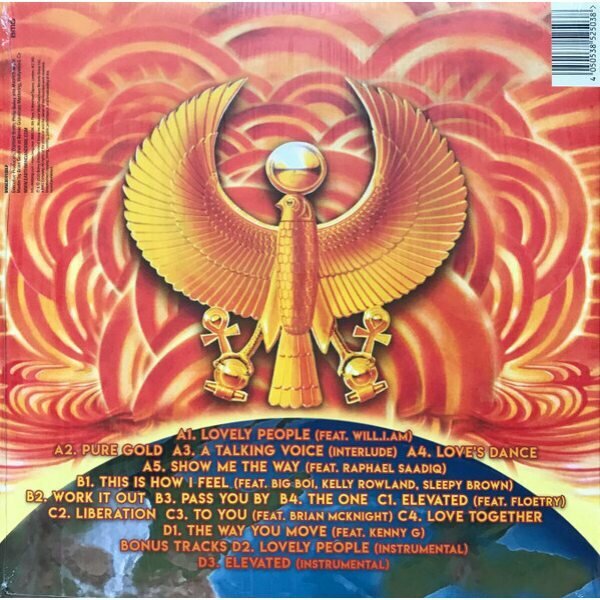 4 050538 525038
A1. LOVELY PEOPLE (FEAT. WILL.I.AM)
A2. PURE GOLD A3. A TALKING VOICE (INTERLUDE) A4. LOVE'S DANCE
A5. SHOW ME THE WAY (FEAT. RAPHAEL SAADIQ)
B1. THIS IS HOW I FEEL (FEAT. BIG BOI, KELLY ROWLAND, SLEEPY BROWN)
B2. WORK IT OUT B3. PASS YOU BY B4. THE ONE C1. ELEVATED (FEAT. FLOETRY)
C2. LIBERATION C3. TO YOU (FEAT. BRIAN MCKNIGHT) C4. LOVE TOGETHER
D1. THE WAY YOU MOVE (FEAT. KENNY G)
BONUS TRACKS D2. LOVELY PEOPLE (INSTRUMENTAL)
D3. ELEVATED (INSTRUMENTAL)